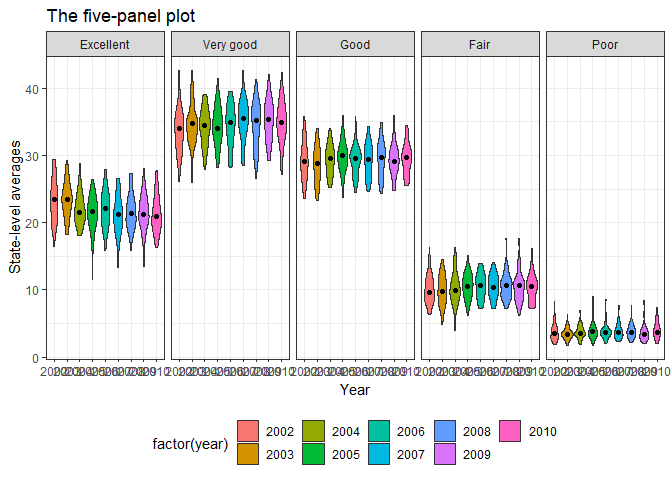 The five-panel plot
Excellent Very good Good Fair Poor
State-level averages
40
30
20
10
0
Year
factor(year)
2002 2004 2006 2008 2010
2003 2005 2007 2009